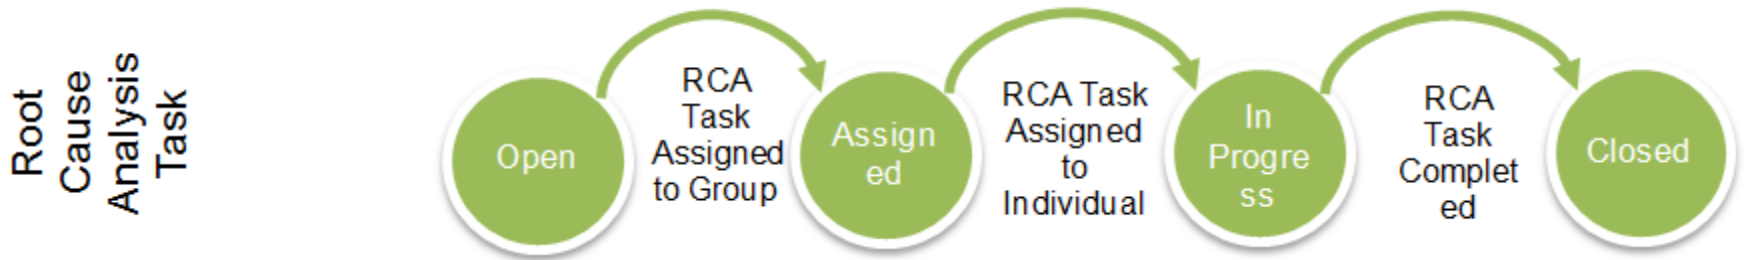 Root
Cause
Analysis
Task
Open
RCA
Task
Assigned
to Group
Assign
ed
RCA Task
Assigned
to
Individual
In
Progre
ss
RCA
Task
Complet
ed
Closed